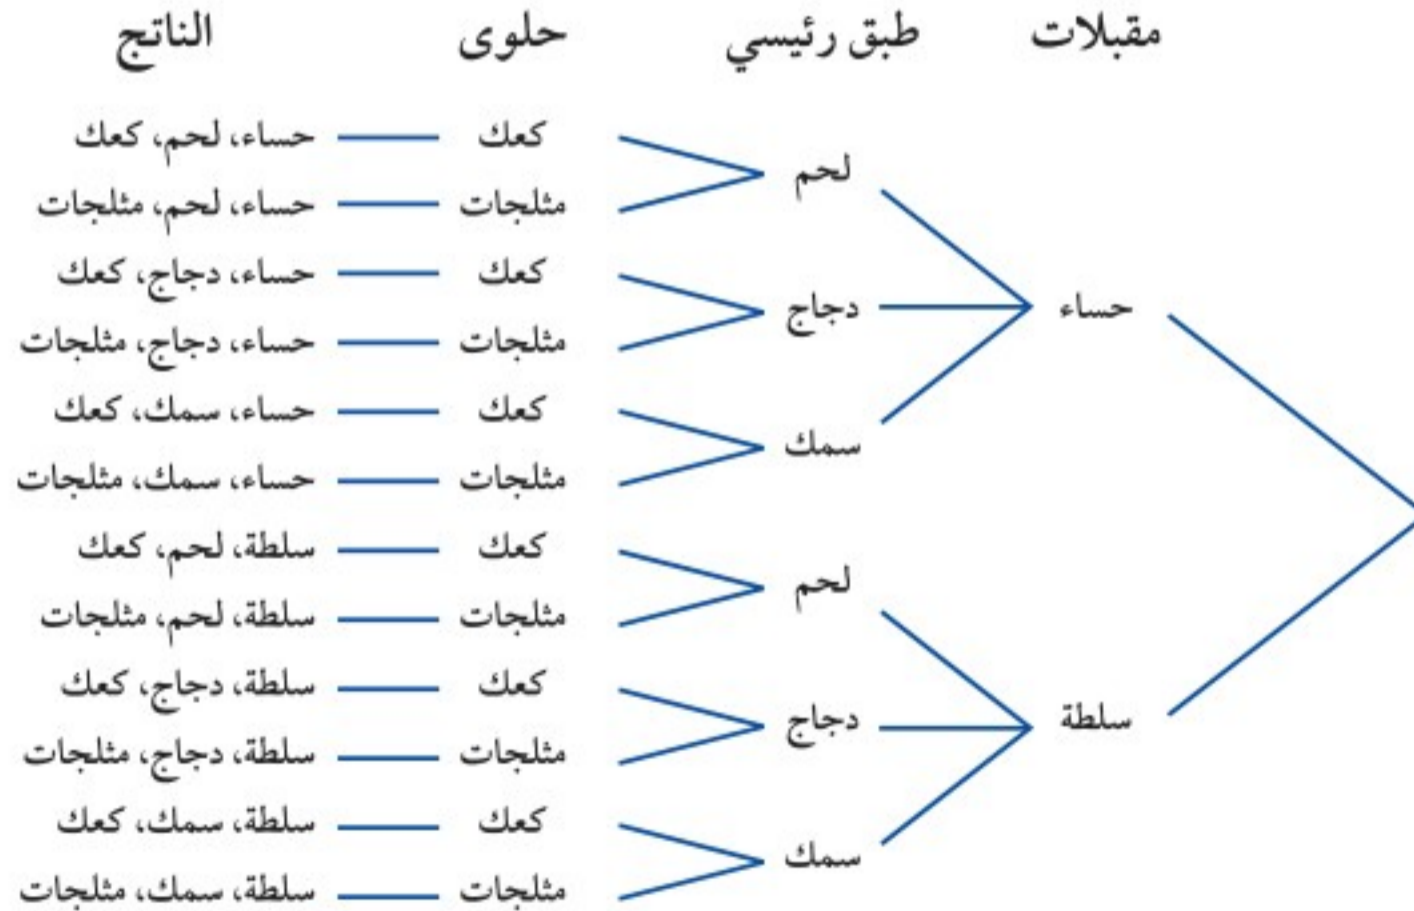 مقبلات طبق رئيسي حلوى الناتج
كعك حساء، لحم، كعك
لحم
مثلجات حساء، لحم، مثلجات
كعك حساء، دجاج، كعك
حساء دجاج
مثلجات حساء، دجاج، مثلجات
كعك حساء، سمك، كعك
سمك
مثلجات حساء، سمك، مثلجات
كعك سلطة، لحم، كعك
لحم
مثلجات سلطة، لحم، مثلجات
كعك سلطة، دجاج، كعك
سلطة دجاج
مثلجات سلطة، دجاج، مثلجات
كعك سلطة، سمك، كعك
سمك
مثلجات سلطة، سمك، مثلجات